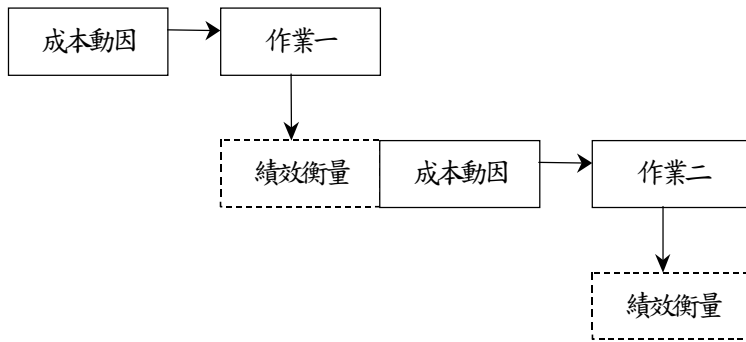 成本動因
作業一
績效衡量
成本動因
作業二
績效衡量